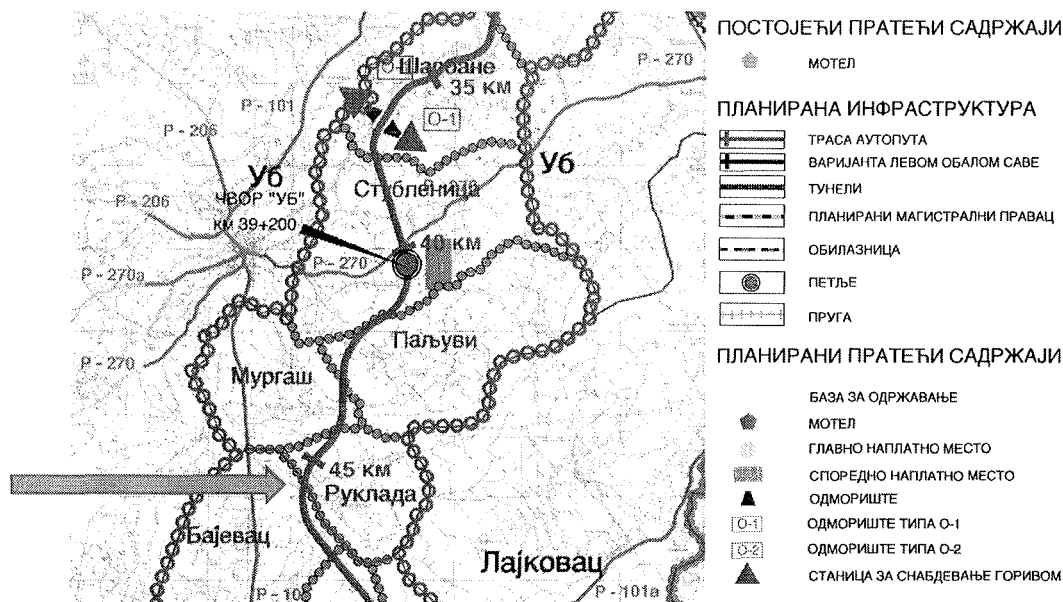 О-
Шарбане
35 км
Р - 270
Р - 101
О-1
Р - 206
Уб
Уб
Стубленица
ЧВОР "УБ"
км 39+200
Р - 206
40 км
Р - 270
Р - 270а
Паљуви
Р - 270
Мургаш
45 км
Руклада
Бајевац
Лајковац
Р - 10
Р - 101а
ПОСТОЈЕЋИ ПРАТЕЋИ САДРЖАЈИ
МОТЕЛ
ПЛАНИРАНА ИНФРАСТРУКТУРА
ТРАСА АУТОПУТА
ВАРИЈАНТА ЛЕВОМ ОБАЛОМ САВЕ
ТУНЕЛИ
ПЛАНИРАНИ МАГИСТРАЛНИ ПРАВАЦ
ОБИЛАЗНИЦА
ПЕТЉЕ
ПРУГА
ПЛАНИРАНИ ПРАТЕЋИ САДРЖАЈИ
БАЗА ЗА ОДРЖАВАЊЕ
МОТЕЛ
ГЛАВНО НАПЛАТНО МЕСТО
СПОРЕДНО НАПЛАТНО МЕСТО
ОДМОРИШТЕ
О-1 ОДМОРИШТЕ ТИПА О-1
О-2 ОДМОРИШТЕ ТИПА О-2
СТАНИЦА ЗА СНАБДЕВАЊЕ ГОРИВОМ